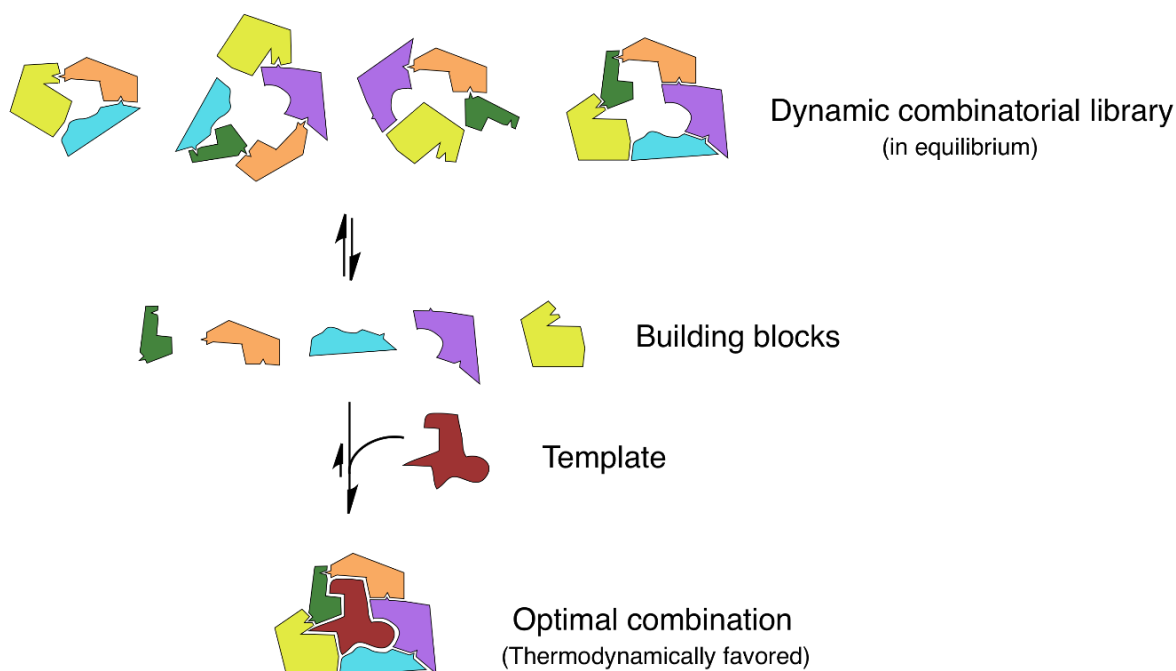 Dynamic combinatorial library
(in equilibrium)
Building blocks
Template
Optimal combination
(Thermodynamically favored)